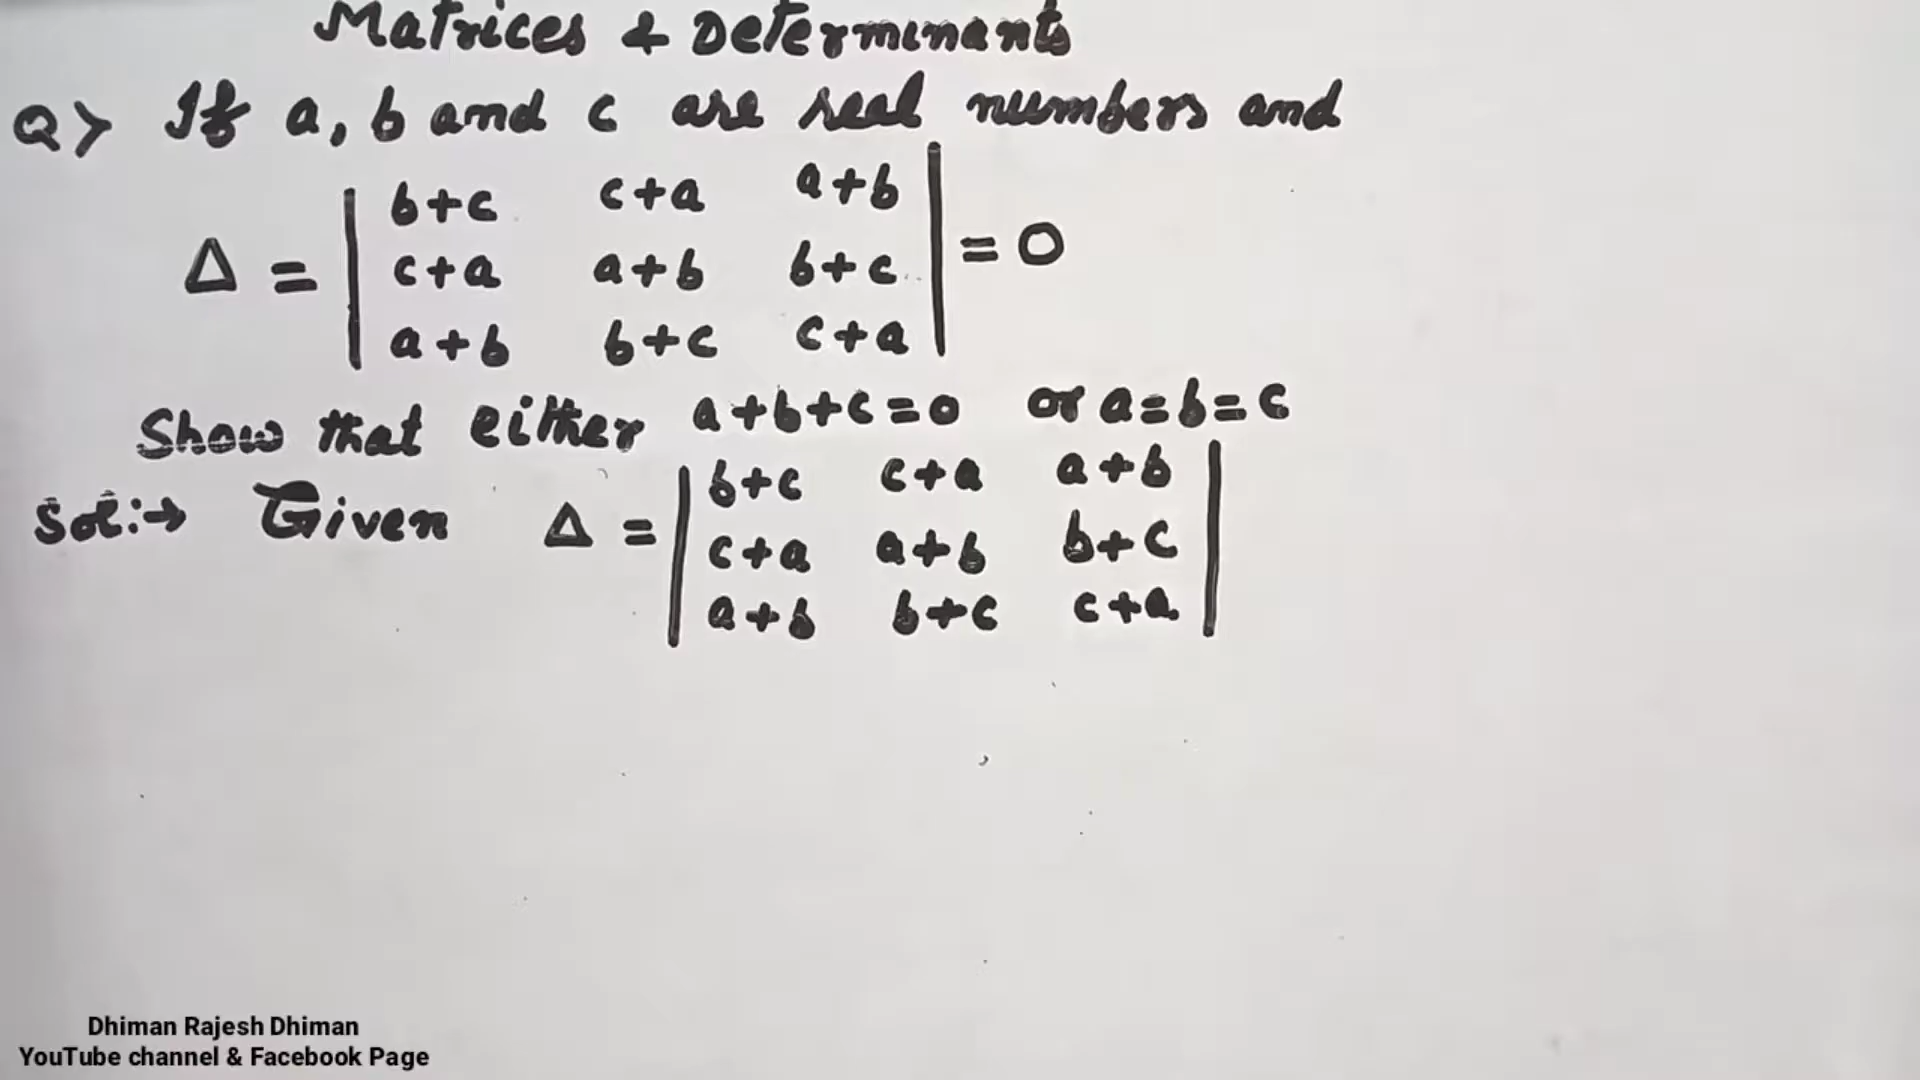 Matrices & Determinants
Q> If a, b and c are real numbers and
Δ = | b+c c+a a+b |
| c+a a+b b+c | = 0
| a+b b+c c+a |
Show that either a+b+c=0 or a=b=c
Sol:→ Given Δ = | b+c c+a a+b |
| c+a a+b b+c |
| a+b b+c c+a |
Dhiman Rajesh Dhiman
YouTube channel & Facebook Page